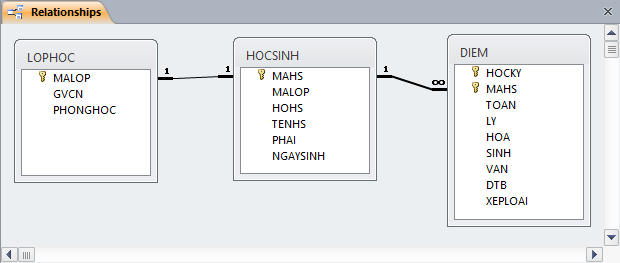 Relationships
LOPHOC
MALOP
GVCN
PHONGHOC
1
1
HOCSINH
MAHS
MALOP
HOHS
TENHS
PHAI
NGAYSINH
1
∞
DIEM
HOCKY
MAHS
TOAN
LY
HOA
SINH
VAN
DTB
XEPLOAI